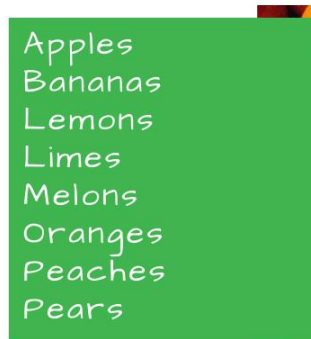 Apples
Bananas
Lemons
Limes
Melons
Oranges
Peaches
Pears